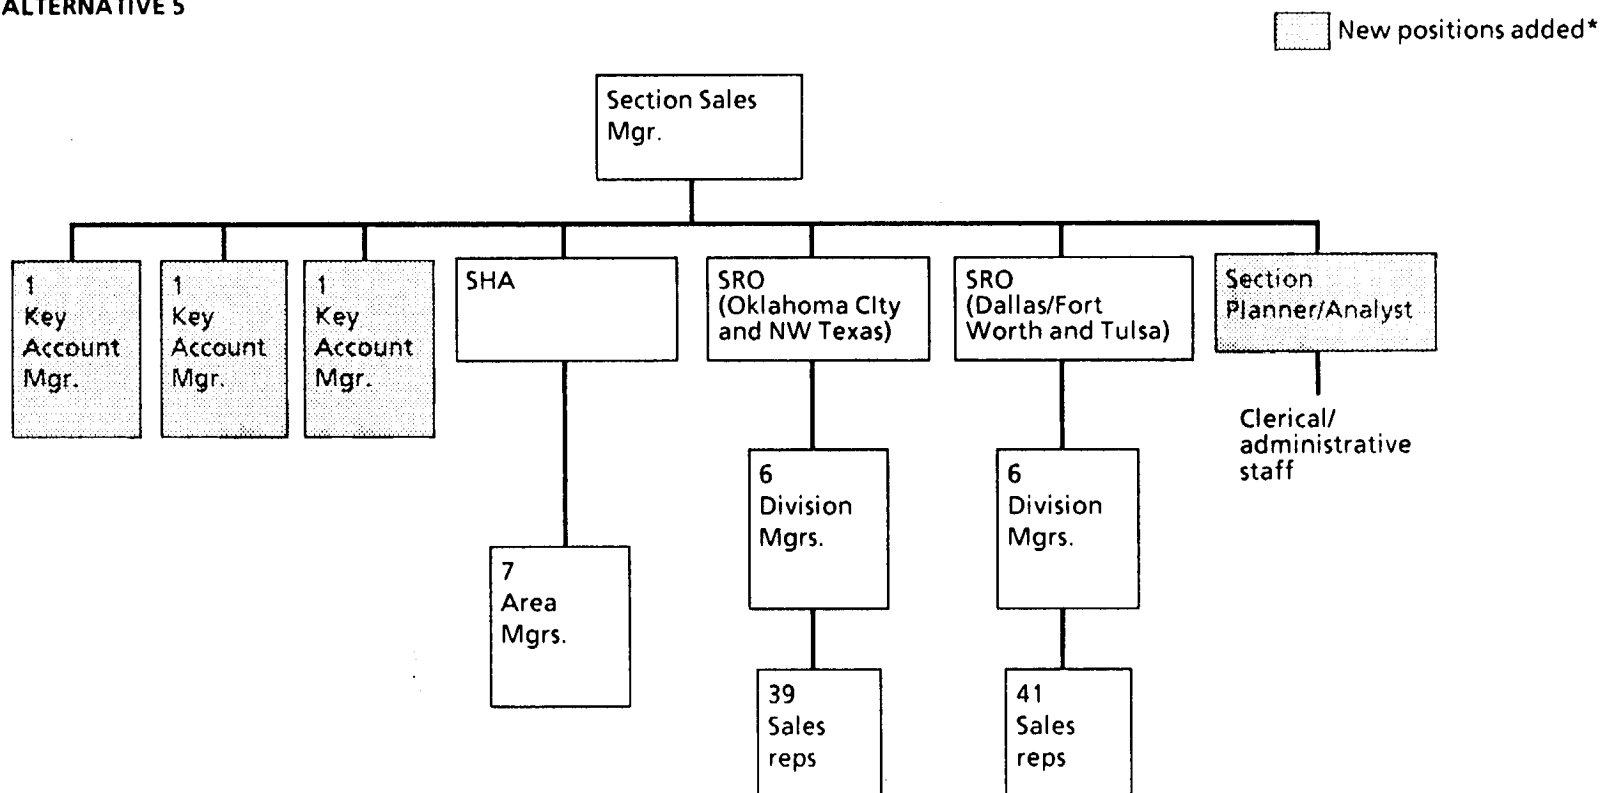 ALTERNATIVE 5
New positions added*
Section Sales
Mgr.
1
Key
Account
Mgr.
1
Key
Account
Mgr.
1
Key
Account
Mgr.
SHA
SRO
(Oklahoma CIty
and NW Texas)
SRO
(Dallas/Fort
Worth and Tulsa)
Section
Planner/Analyst
Clerical/
administrative
staff
7
Area
Mgrs.
6
Division
Mgrs.
6
Division
Mgrs.
39
Sales
reps
41
Sales
reps